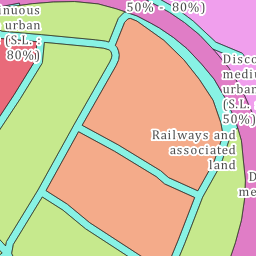 50% - 80%)
nuous
urban
(S.L. :
80%)
Disco
medi
urban
(S.L.
50%)
Railways and
associated
land
D
me